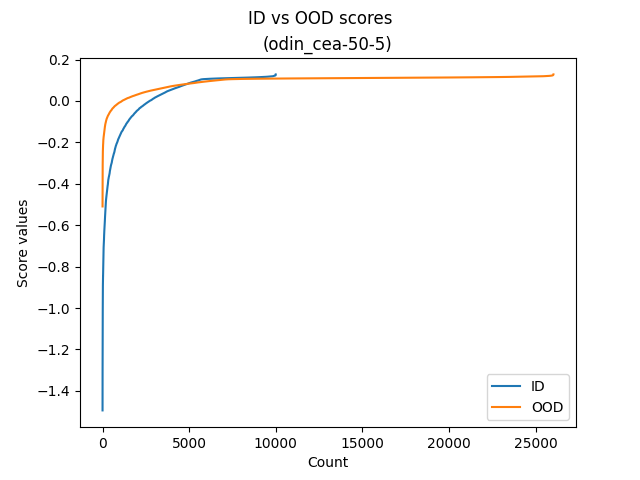 ID vs OOD scores
(odin_cea-50-5)
0.2
0.0
−0.2
−0.4
−0.6
−0.8
−1.0
−1.2
−1.4
Score values
0
5000
10000
15000
20000
25000
Count
ID
OOD